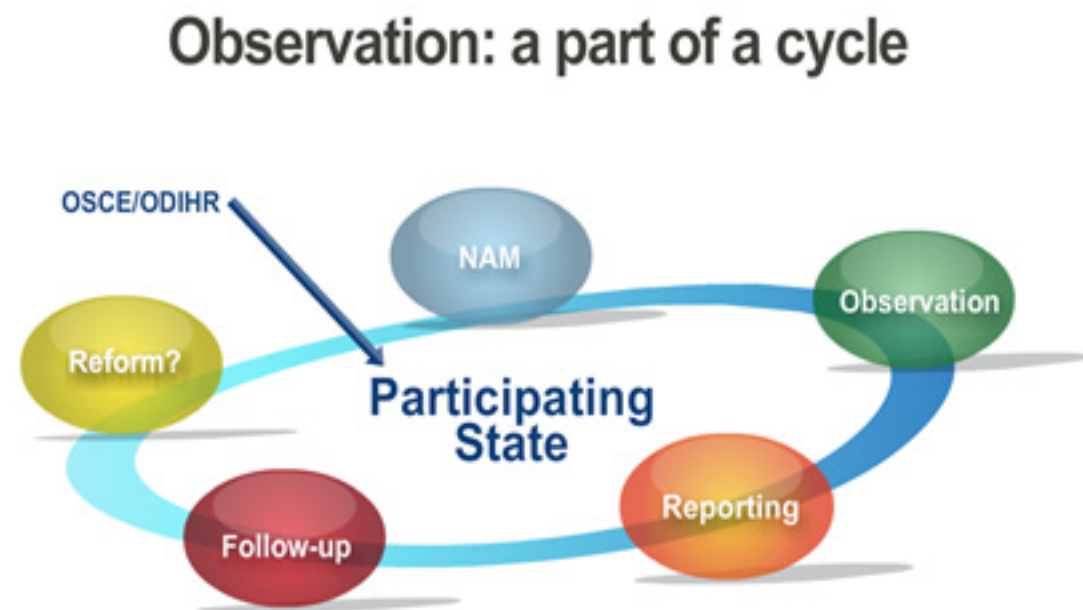 Observation: a part of a cycle
OSCE/ODIHR
NAM
Observation
Reform?
Participating
State
Reporting
Follow-up